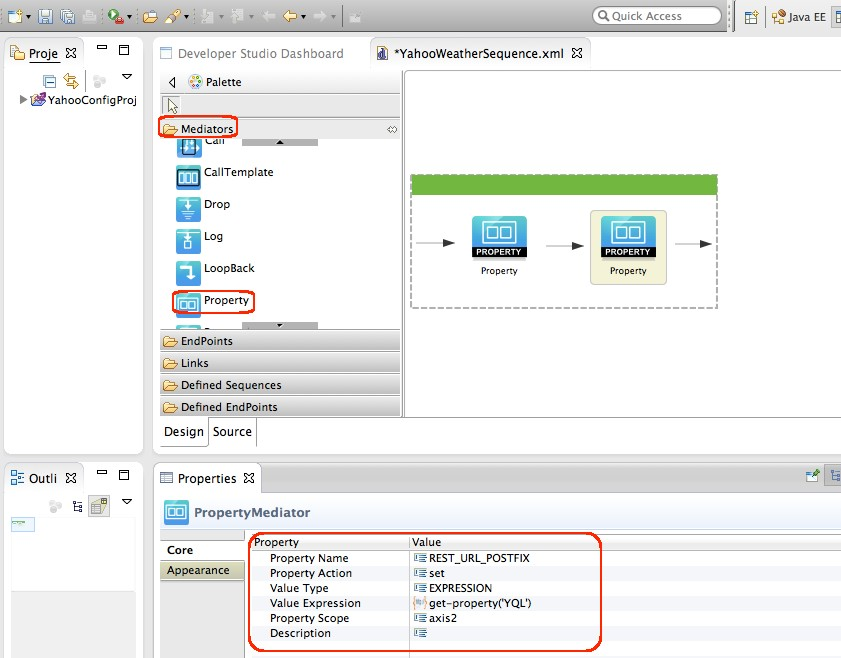 Quick Access
Java EE
Proje
Developer Studio Dashboard
*YahooWeatherSequence.xml
Palette
YahooConfigProj
Mediators
Call
CallTemplate
Drop
Log
LoopBack
Property
EndPoints
Links
Defined Sequences
Defined EndPoints
PROPERTY
Property
PROPERTY
Property
Design
Source
Outli
Properties
PropertyMediator
Core
Appearance
Property Value
Property Name REST_URL_POSTFIX
Property Action set
Value Type EXPRESSION
Value Expression get-property('YQL')
Property Scope axis2
Description